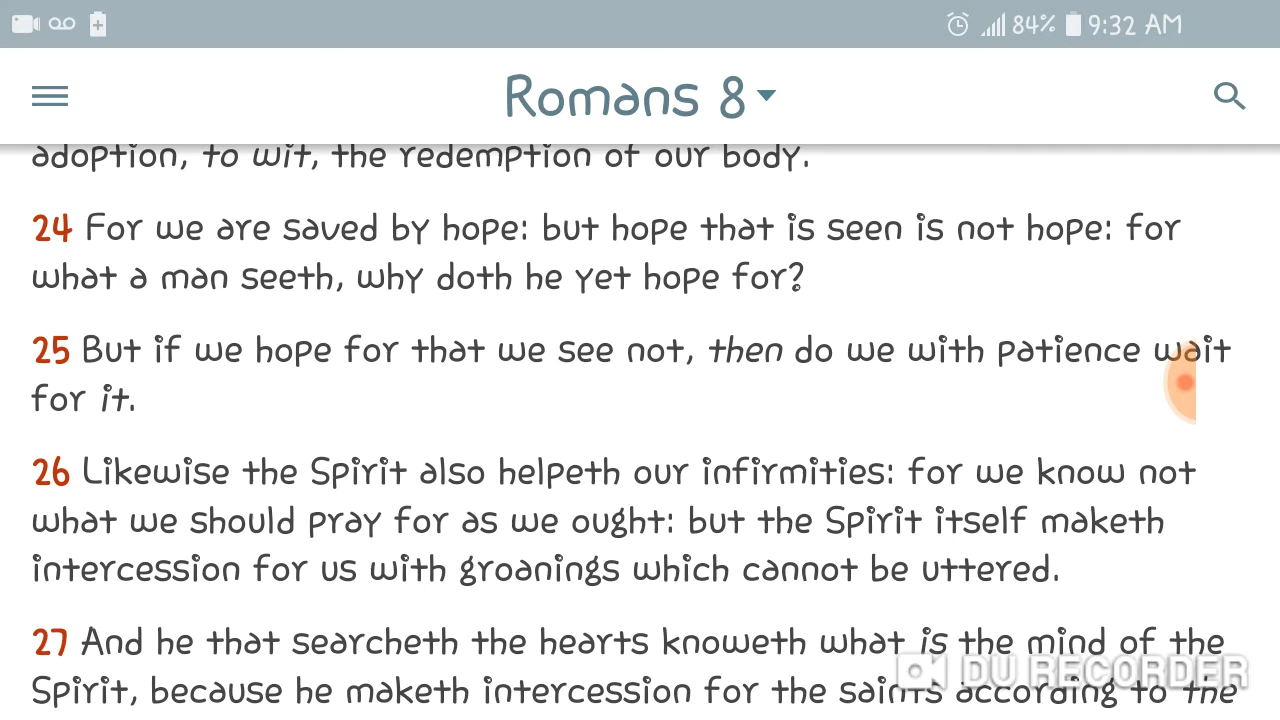 84% 9:32 AM
Romans 8
adoption, to wit, the redemption of our body.
24 For we are saved by hope: but hope that is seen is not hope: for
what a man seeth, why doth he yet hope for?
25 But if we hope for that we see not, then do we with patience wait
for it.
26 Likewise the Spirit also helpeth our infirmities: for we know not
what we should pray for as we ought: but the Spirit itself maketh
intercession for us with groanings which cannot be uttered.
27 And he that searcheth the hearts knoweth what is the mind of the
DU RECORDER
Spirit, because he maketh intercession for the saints according to the